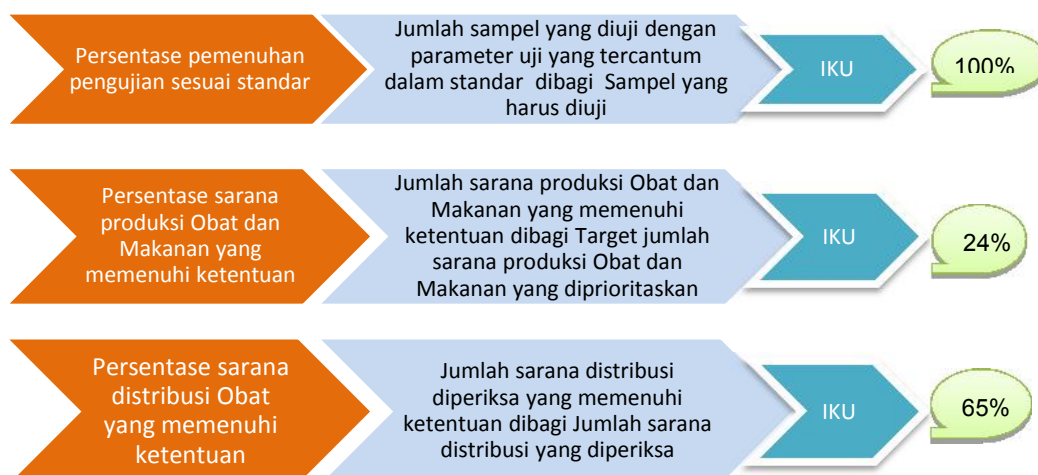 Persentase pemenuhan
pengujian sesuai standar
Jumlah sampel yang diuji dengan
parameter uji yang tercantum
dalam standar dibagi Sampel yang
harus diuji
IKU
100%
Persentase sarana
produksi Obat dan
Makanan yang
memenuhi ketentuan
Jumlah sarana produksi Obat dan
Makanan yang memenuhi
ketentuan dibagi Target jumlah
sarana produksi Obat dan
Makanan yang diprioritaskan
IKU
24%
Persentase sarana
distribusi Obat
yang memenuhi
ketentuan
Jumlah sarana distribusi
diperiksa yang memenuhi
ketentuan dibagi Jumlah sarana
distribusi yang diperiksa
IKU
65%